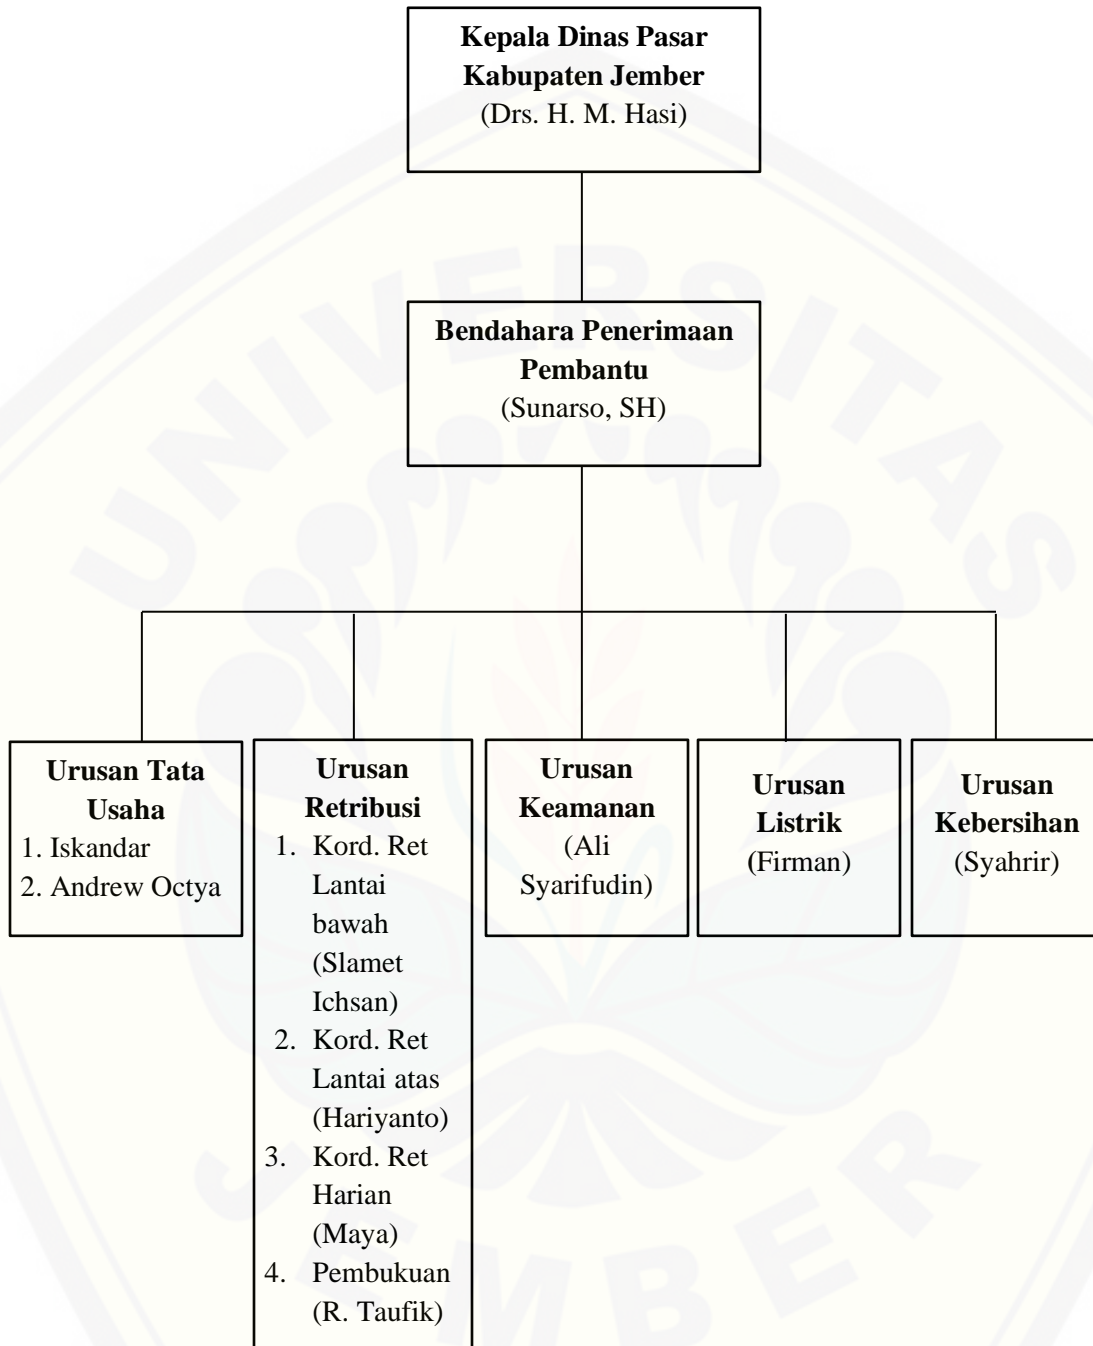 Kepala Dinas Pasar
Kabupaten Jember
(Drs. H. M. Hasi)
Bendahara Penerimaan
Pembantu
(Sunarso, SH)
Urusan Tata
Usaha
1. Iskandar
2. Andrew Octya
Urusan
Retribusi
1. Kord. Ret
Lantai
bawah
(Slamet
Ichsan)
2. Kord. Ret
Lantai atas
(Hariyanto)
3. Kord. Ret
Harian
(Maya)
4. Pembukuan
(R. Taufik)
Urusan
Keamanan
(Ali
Syarifudin)
Urusan
Listrik
(Firman)
Urusan
Kebersihan
(Syahrir)
UNIVERSITAS
JEMBER